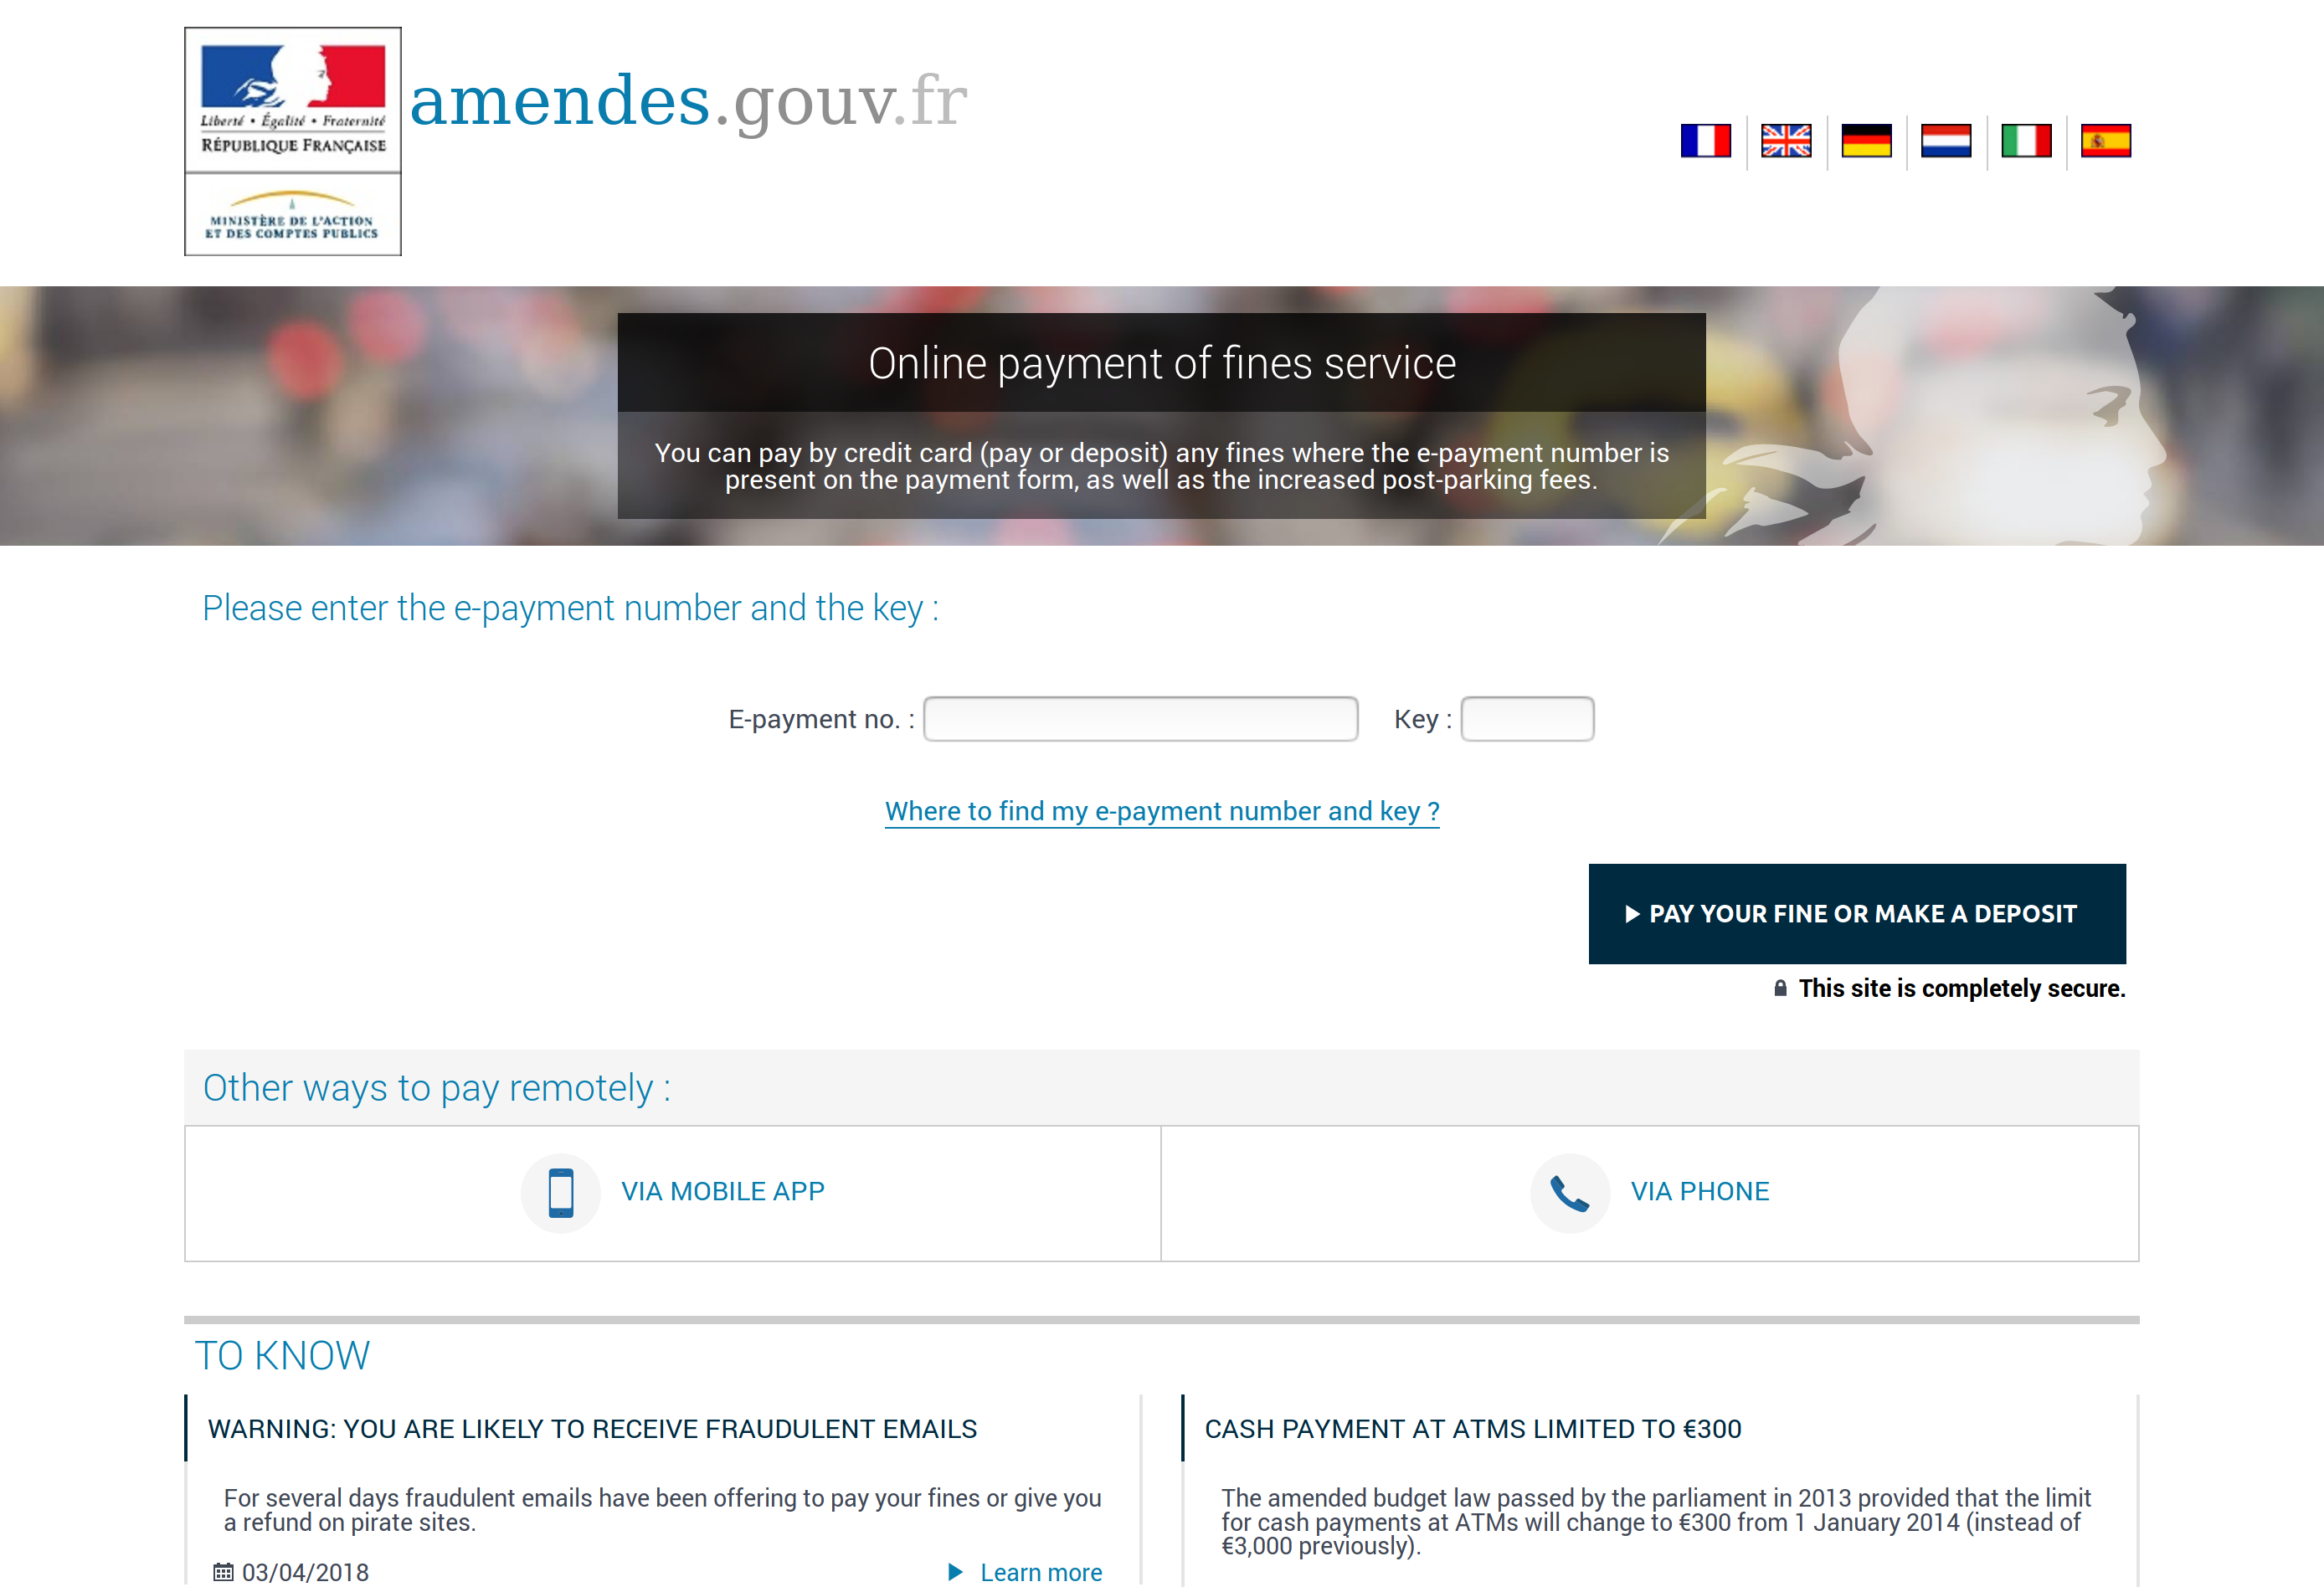 Liberté • Égalité • Fraternité
RÉPUBLIQUE FRANÇAISE
MINISTÈRE DE L'ACTION
ET DES COMPTES PUBLICS
amendes.gouv.fr
Online payment of fines service
You can pay by credit card (pay or deposit) any fines where the e-payment number is
present on the payment form, as well as the increased post-parking fees.
Please enter the e-payment number and the key :
E-payment no. : Key :
Where to find my e-payment number and key ?
PAY YOUR FINE OR MAKE A DEPOSIT
This site is completely secure.
Other ways to pay remotely :
VIA MOBILE APP
VIA PHONE
TO KNOW
WARNING: YOU ARE LIKELY TO RECEIVE FRAUDULENT EMAILS
For several days fraudulent emails have been offering to pay your fines or give you
a refund on pirate sites.
03/04/2018
Learn more
CASH PAYMENT AT ATMS LIMITED TO €300
The amended budget law passed by the parliament in 2013 provided that the limit
for cash payments at ATMs will change to €300 from 1 January 2014 (instead of
€3,000 previously).